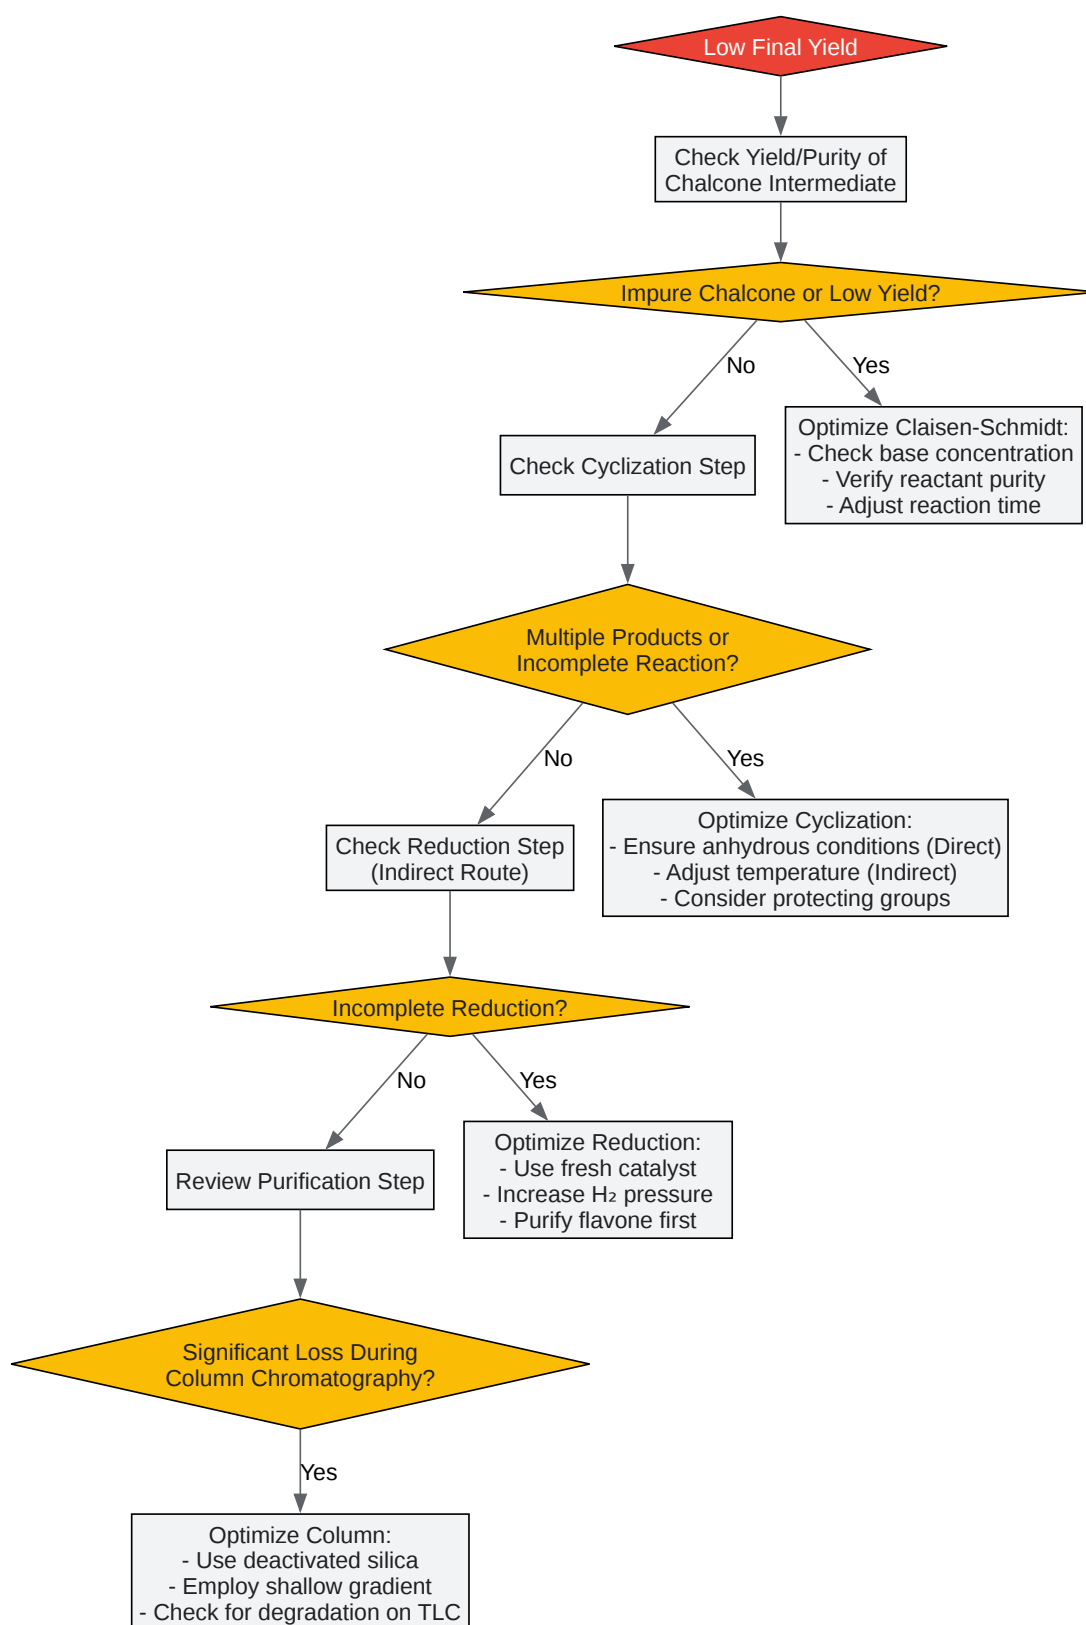 Low Final Yield
Check Yield/Purity of
Chalcone Intermediate
Impure Chalcone or Low Yield?
No
Yes
Optimize Claisen-Schmidt:
- Check base concentration
- Verify reactant purity
- Adjust reaction time
Check Cyclization Step
Multiple Products or
Incomplete Reaction?
No
Yes
Optimize Cyclization:
- Ensure anhydrous conditions (Direct)
- Adjust temperature (Indirect)
- Consider protecting groups
Check Reduction Step
(Indirect Route)
Incomplete Reduction?
No
Yes
Optimize Reduction:
- Use fresh catalyst
- Increase H₂ pressure
- Purify flavone first
Review Purification Step
Significant Loss During
Column Chromatography?
Yes
Optimize Column:
- Use deactivated silica
- Employ shallow gradient
- Check for degradation on TLC